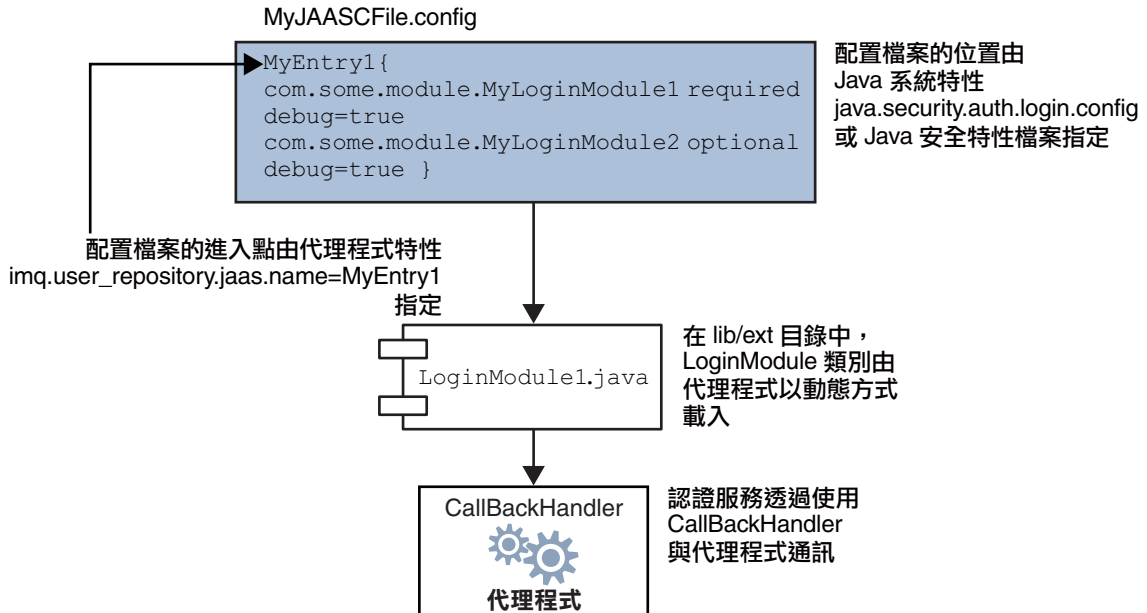 MyJAASCFile.config
MyEntry1{
com.some.module.MyLoginModule1 required
debug=true
com.some.module.MyLoginModule2 optional
debug=true }
配置檔案的位置由
Java 系統特性
java.security.auth.login.config
或 Java 安全特性檔案指定
配置檔案的進入點由代理程式特性
imq.user_repository.jaas.name=MyEntry1
指定
LoginModule1.java
在 lib/ext 目錄中，
LoginModule 類別由
代理程式以動態方式
載入
CallBackHandler
代理程式
認證服務透過使用
CallBackHandler
與代理程式通訊